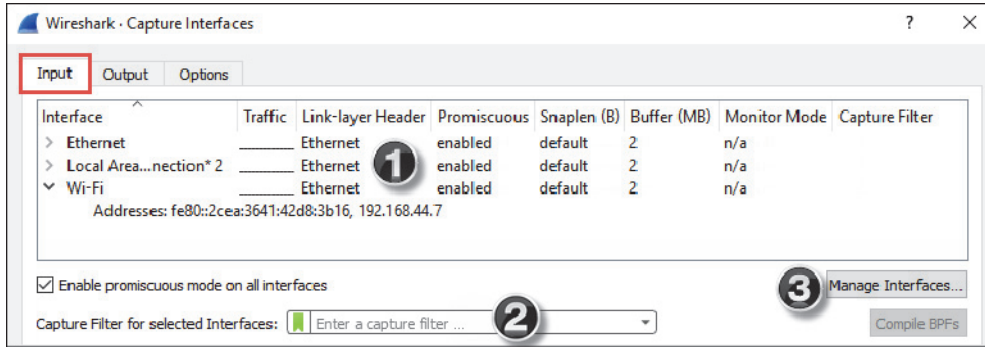 Wireshark · Capture Interfaces ? ×
Input Output Options
Interface Traffic Link-layer Header Promiscuous Snaplen (B) Buffer (MB) Monitor Mode Capture Filter
Ethernet Ethernet enabled default 2 n/a
Local Area...nection* 2 Ethernet enabled default 2 n/a
1
Wi-Fi Ethernet enabled default 2 n/a
Addresses: fe80::2cea:3641:42d8:3b16, 192.168.44.7
Enable promiscuous mode on all interfaces 3 Manage Interfaces...
Capture Filter for selected Interfaces: Enter a capture filter ... 2 Compile BPFs